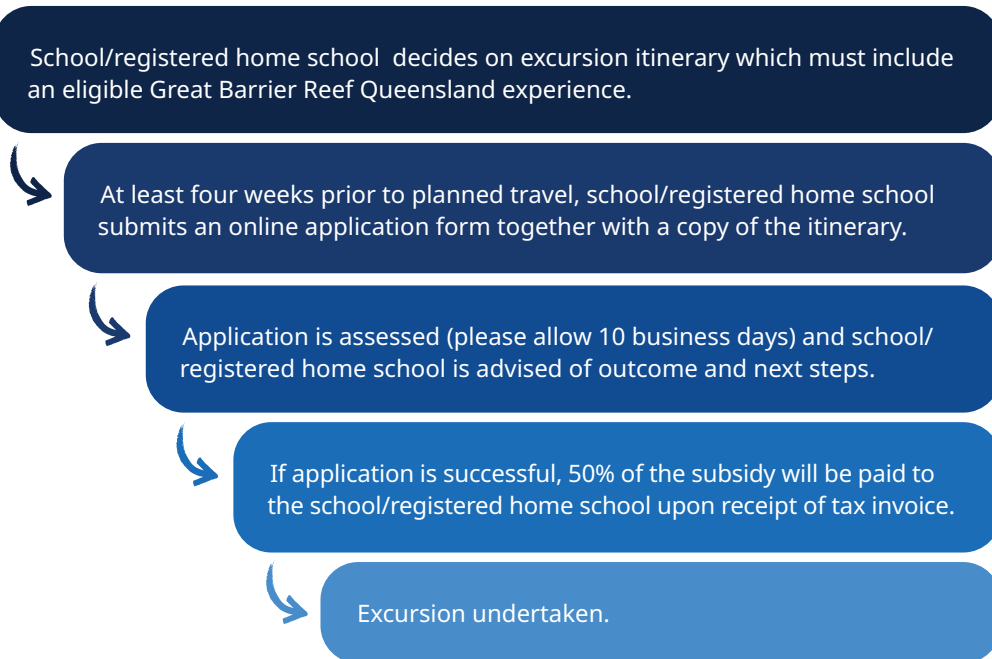 School/registered home school  decides on excursion itinerary which must include
an eligible Great Barrier Reef Queensland experience.
At least four weeks prior to planned travel, school/registered home school
submits an online application form together with a copy of the itinerary.
Application is assessed (please allow 10 business days) and school/
registered home school is advised of outcome and next steps.
If application is successful, 50% of the subsidy will be paid to
the school/registered home school upon receipt of tax invoice.
Excursion undertaken.